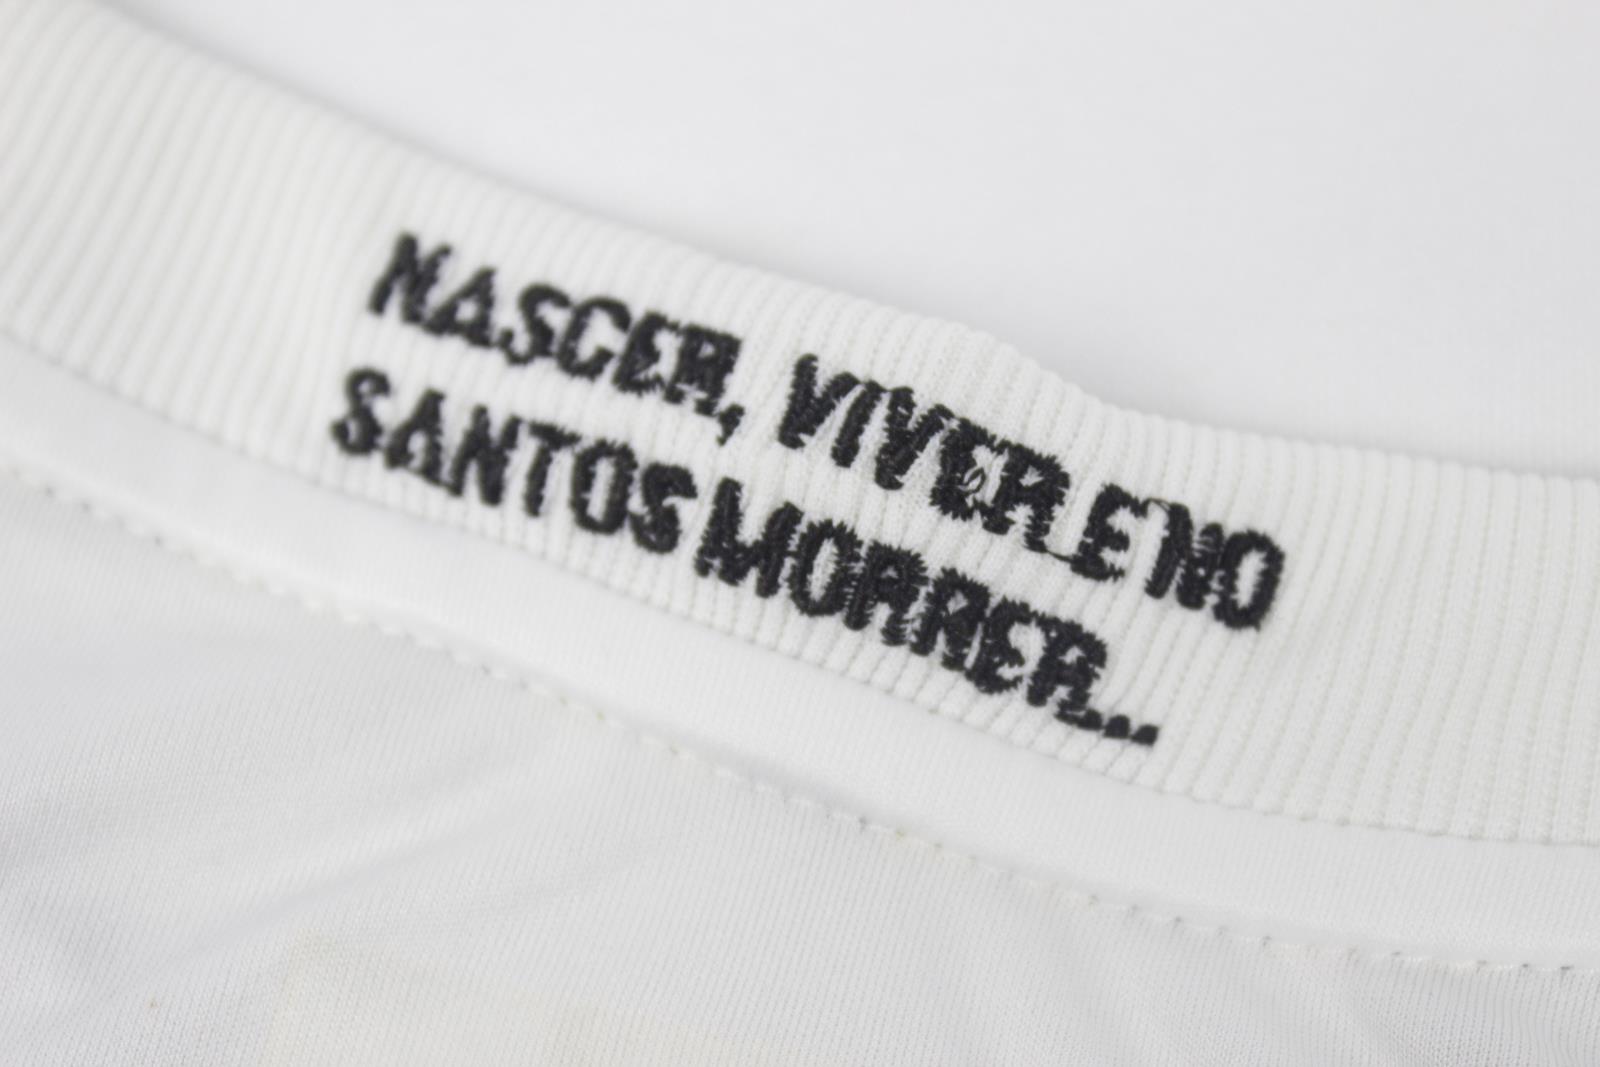 NASCER, VIVER E NO
SANTOS MORRER...